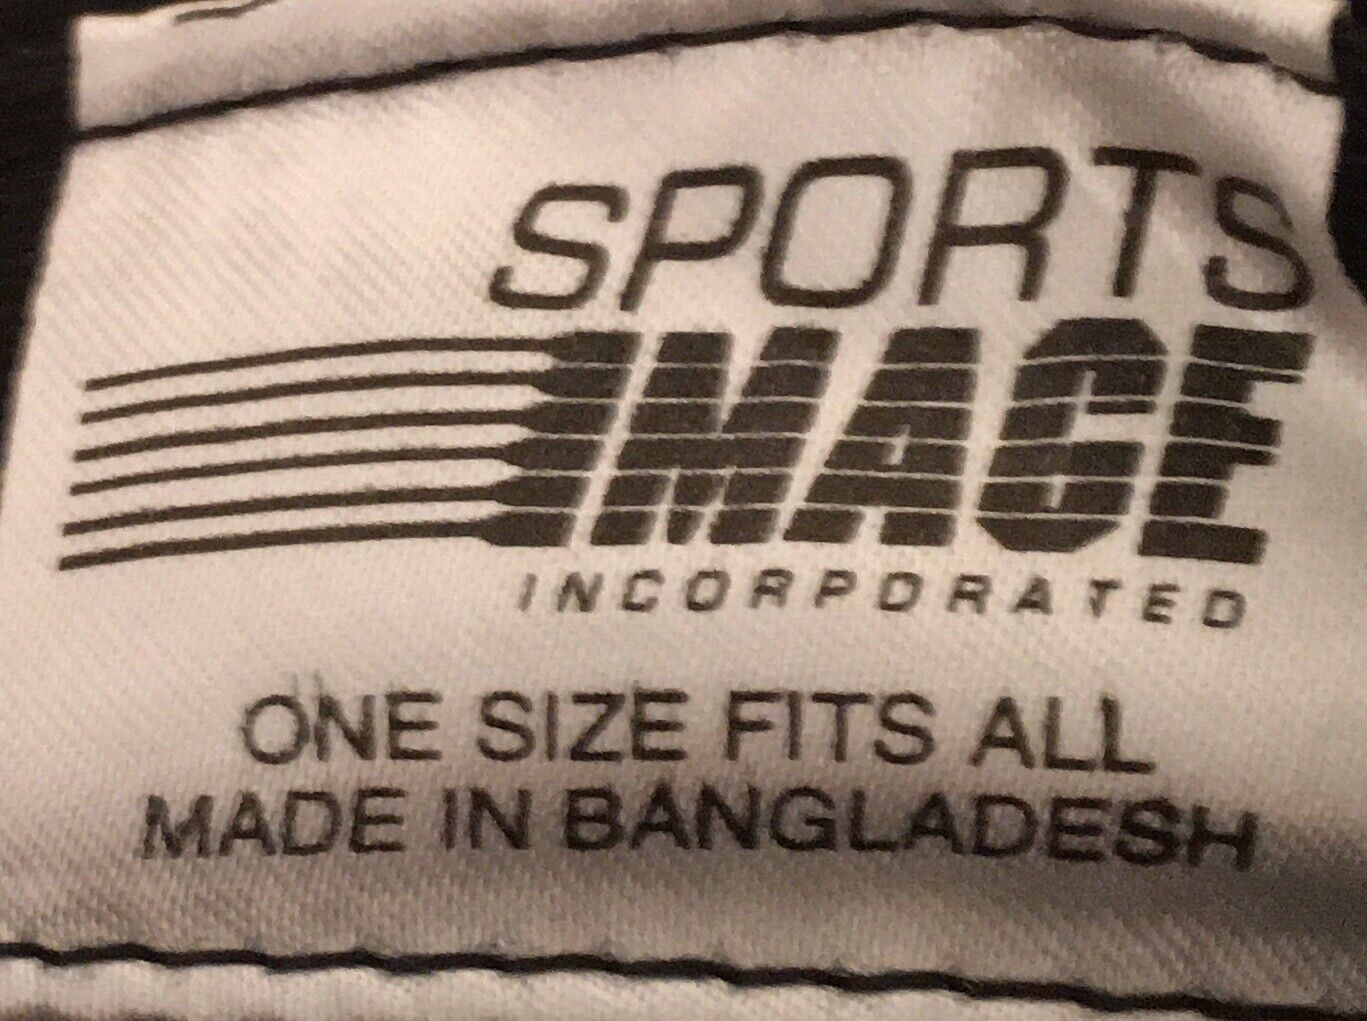 SPORTS
IMAGE
INCORPORATED
ONE SIZE FITS ALL
MADE IN BANGLADESH